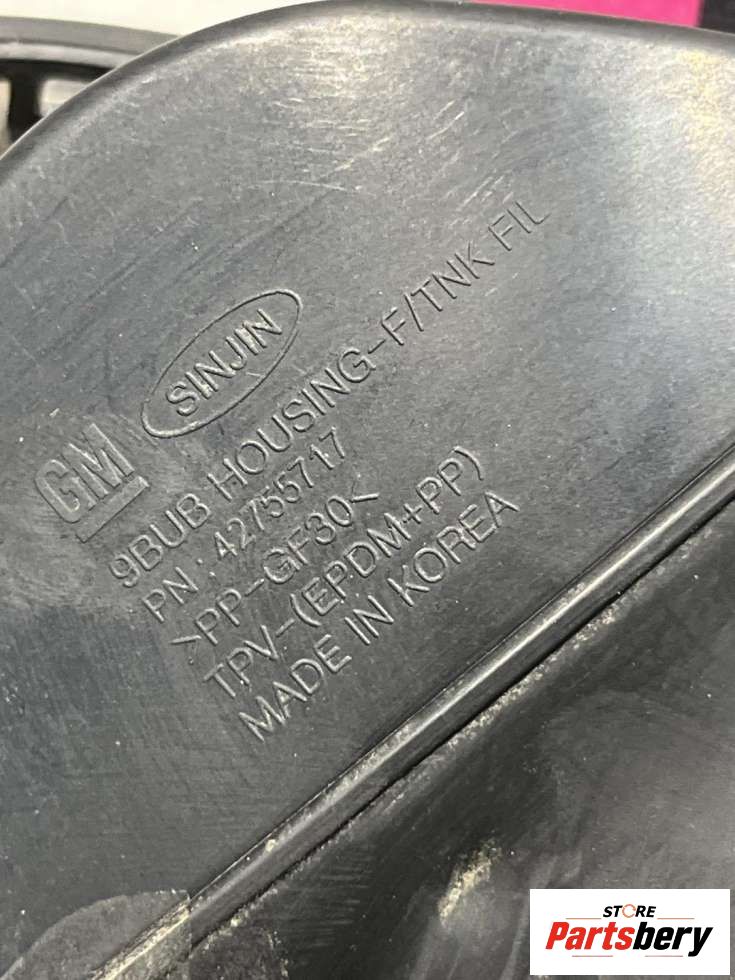 SINJIN
GM
9BUB HOUSING-F/TNK FIL
PN : 42755717
>PP-GF30<
TPV-(EPDM+PP)
MADE IN KOREA
STORE
Partsbery